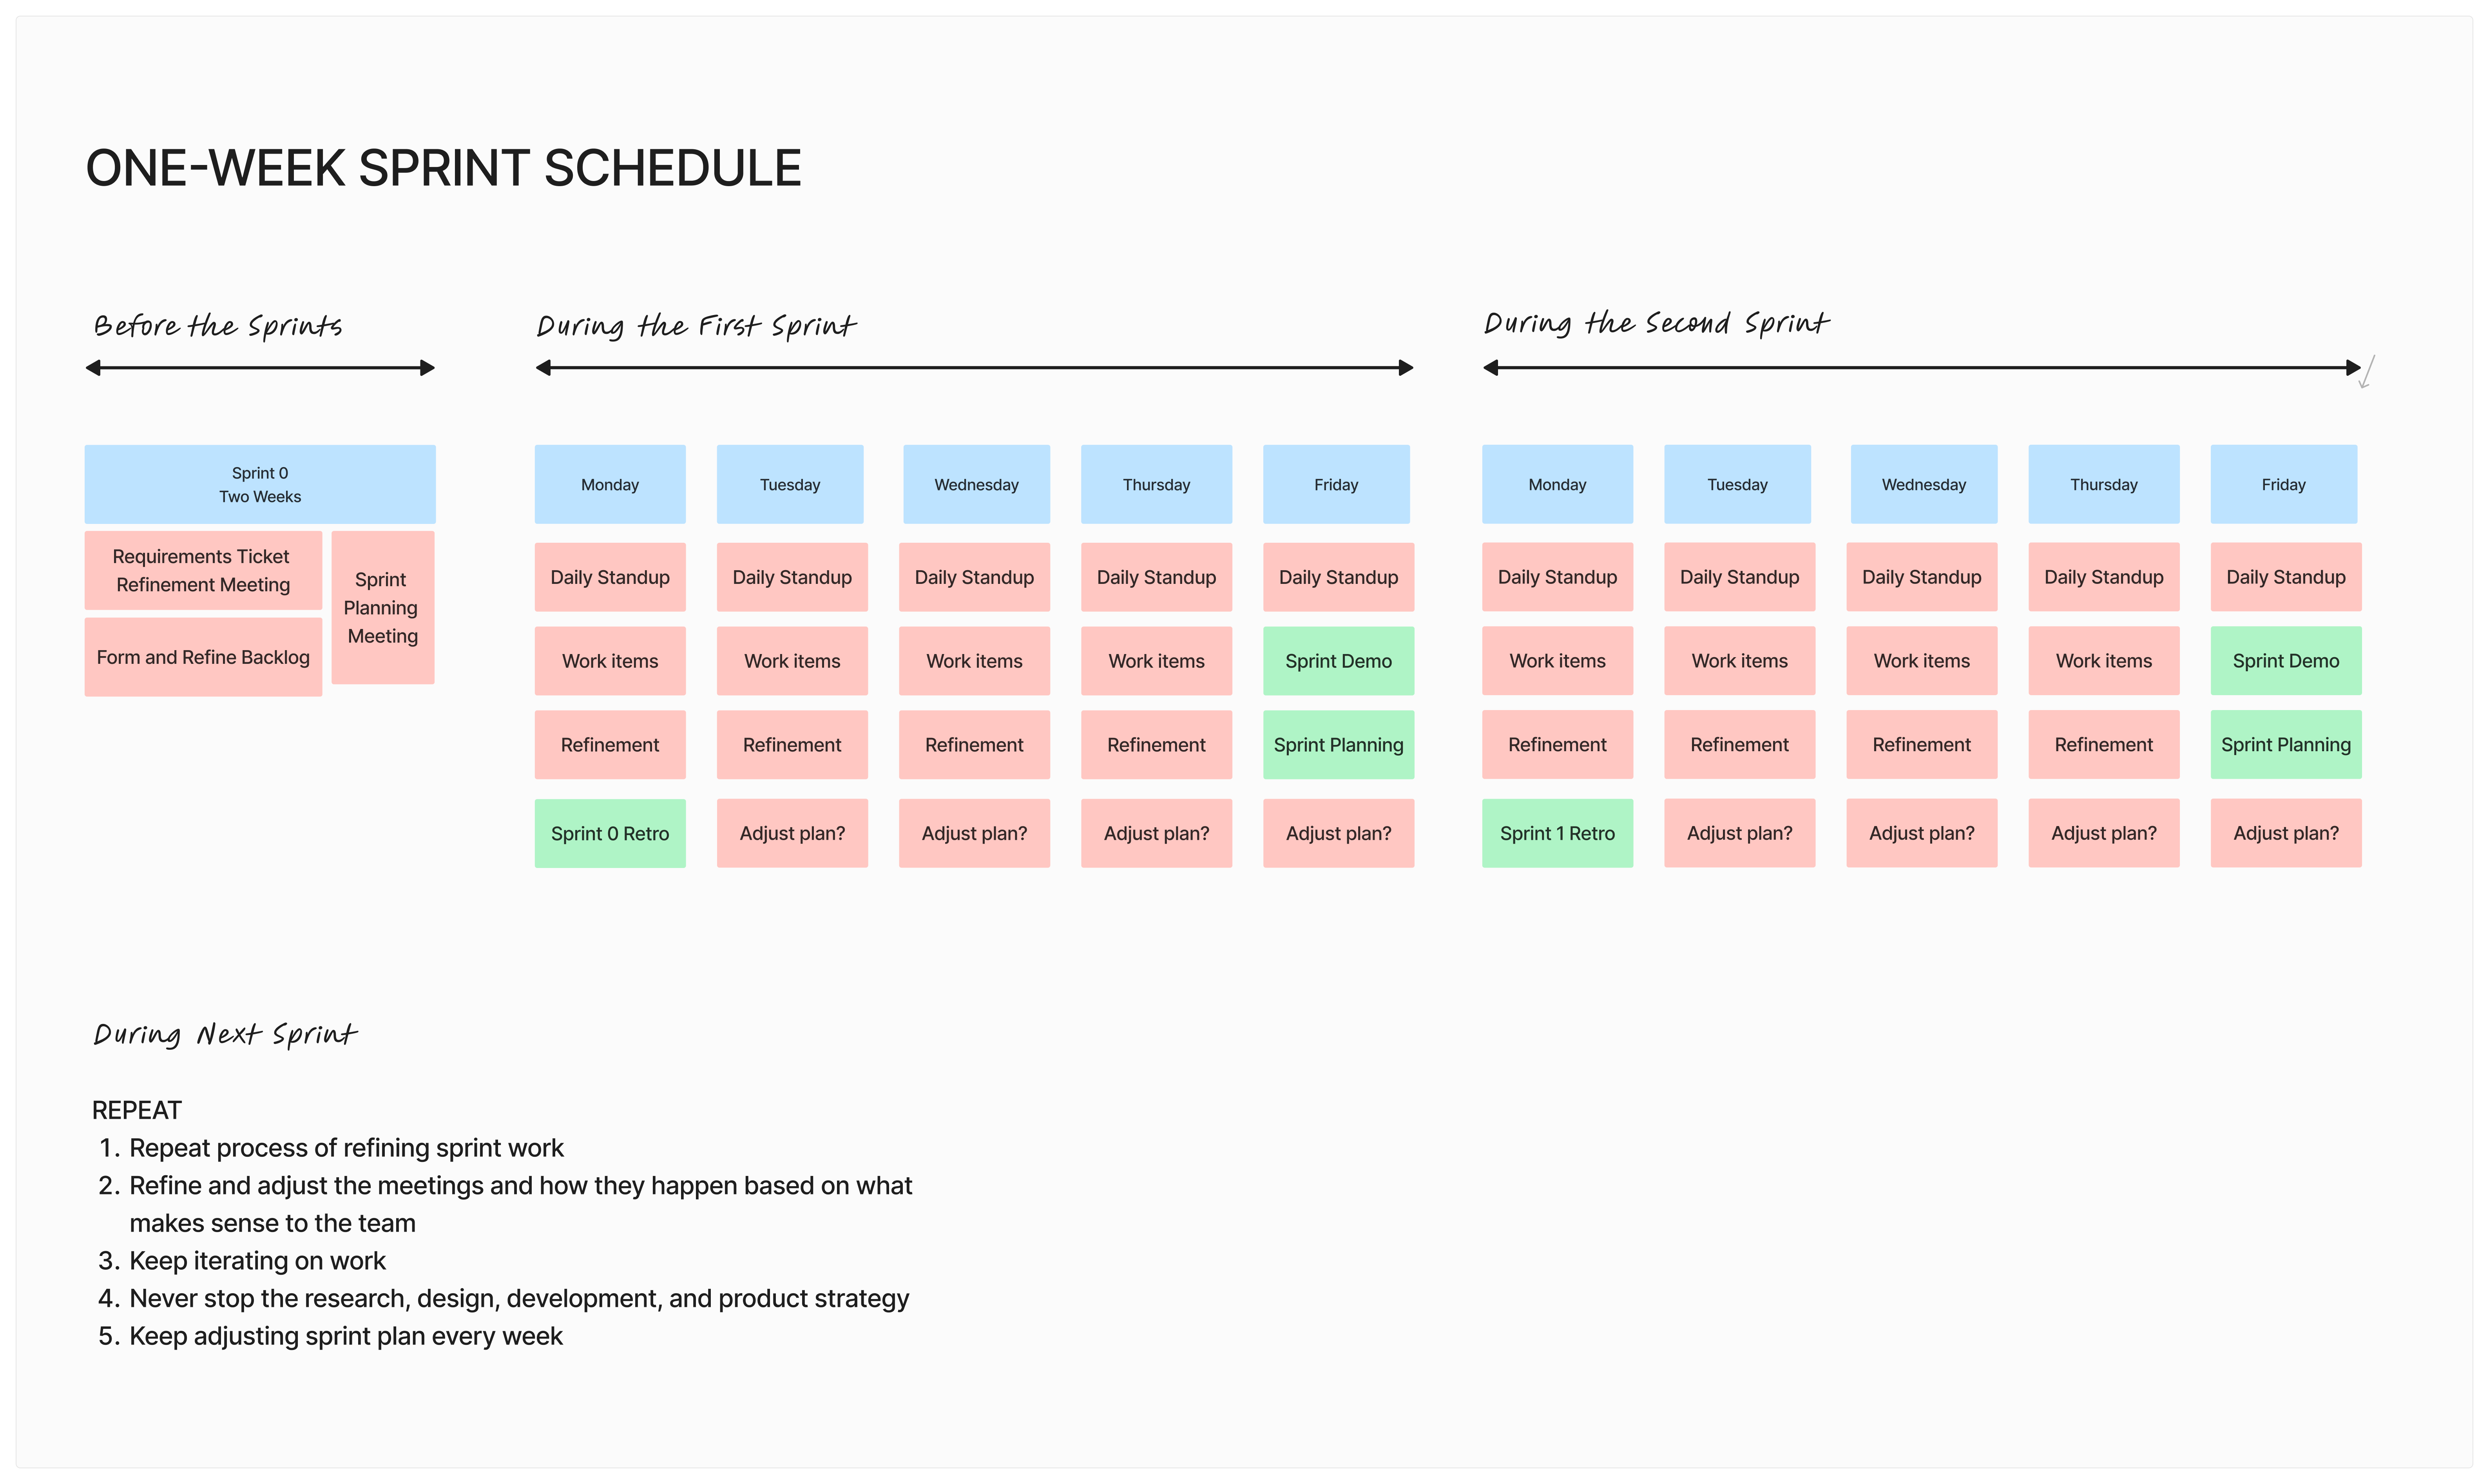 ONE-WEEK SPRINT SCHEDULE
Before the Sprints
During the First Sprint
During the Second Sprint
Sprint 0
Two Weeks
Requirements Ticket
Refinement Meeting
Form and Refine Backlog
Sprint
Planning
Meeting
Monday
Tuesday
Wednesday
Thursday
Friday
Daily Standup
Daily Standup
Daily Standup
Daily Standup
Daily Standup
Work items
Work items
Work items
Work items
Sprint Demo
Refinement
Refinement
Refinement
Refinement
Sprint Planning
Sprint 0 Retro
Adjust plan?
Adjust plan?
Adjust plan?
Adjust plan?
Monday
Tuesday
Wednesday
Thursday
Friday
Daily Standup
Daily Standup
Daily Standup
Daily Standup
Daily Standup
Work items
Work items
Work items
Work items
Sprint Demo
Refinement
Refinement
Refinement
Refinement
Sprint Planning
Sprint 1 Retro
Adjust plan?
Adjust plan?
Adjust plan?
Adjust plan?
During Next Sprint
REPEAT
1. Repeat process of refining sprint work
2. Refine and adjust the meetings and how they happen based on what
makes sense to the team
3. Keep iterating on work
4. Never stop the research, design, development, and product strategy
5. Keep adjusting sprint plan every week